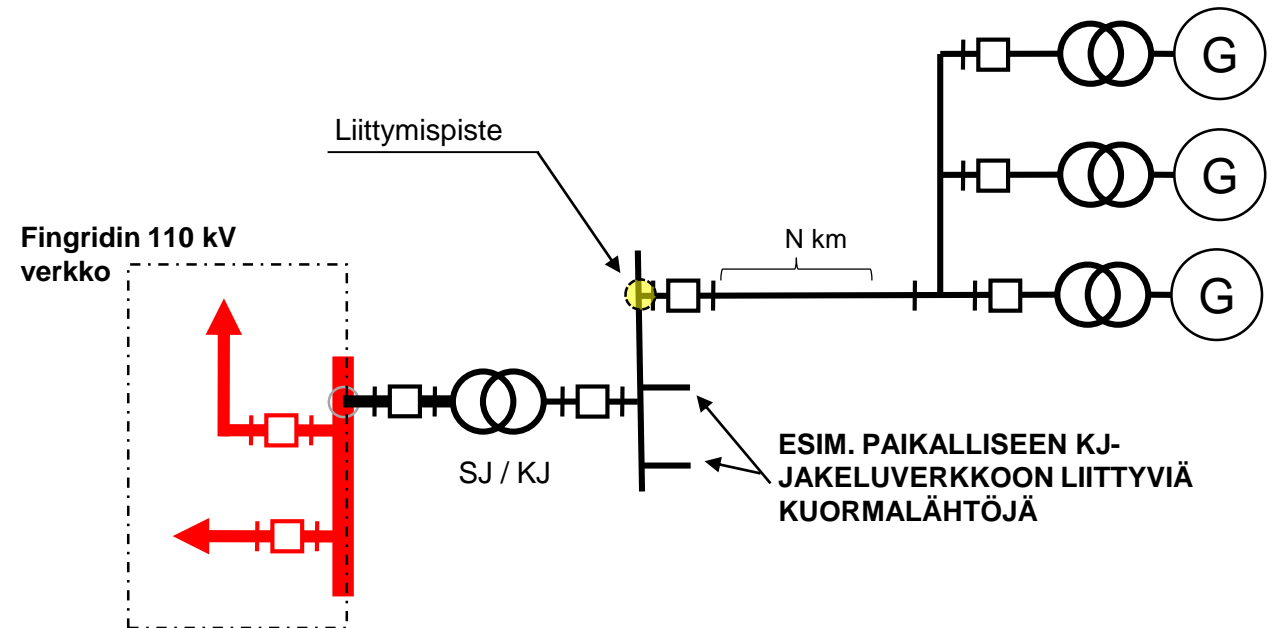 G
G
Liittymispiste
Fingridin 110 kV
verkko
N km
G
SJ / KJ
ESIM. PAIKALLISEEN KJ-
JAKELUVERKKOON LIITTYVIÄ
KUORMALÄHTÖJÄ